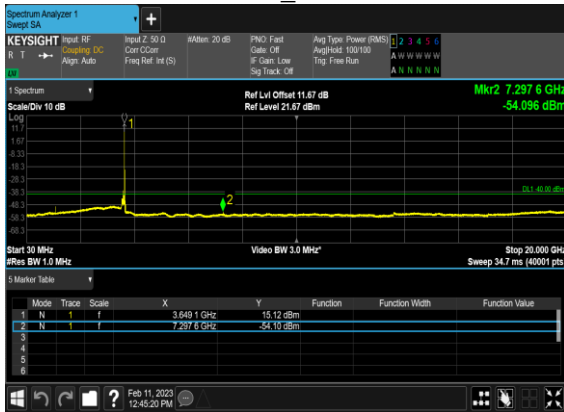 Spectrum Analyzer 1
Swept SA
+
KEYSIGHT Input: RF Input Z: 50 Ω #Atten: 20 dB PNO: Fast Avg Type: Power (RMS) 1 2 3 4 5 6
R T Coupling: DC Corr CCorr Gate: Off Avg|Hold: 100/100 A W W W W W
Align: Auto Freq Ref: Int (S) IF Gain: Low Trig: Free Run
LXI Sig Track: Off A N N N N N
1 Spectrum Ref Lvl Offset 11.67 dB Mkr2 7.297 6 GHz
Scale/Div 10 dB Ref Level 21.67 dBm -54.096 dBm
Log
11.7
1
1.67
-8.33
-18.3
-28.3
-38.3
DL1 -40.00 dBm
2
-48.3
-58.3
-68.3
Start 30 MHz Video BW 3.0 MHz* Stop 20.000 GHz
#Res BW 1.0 MHz Sweep 34.7 ms (40001 pts)
5 Marker Table
Mode Trace Scale X Y Function Function Width Function Value
1 N 1 f 3.649 1 GHz 15.12 dBm
2 N 1 f 7.297 6 GHz -54.10 dBm
3
4
5
6
? Feb 11, 2023
12:45:20 PM